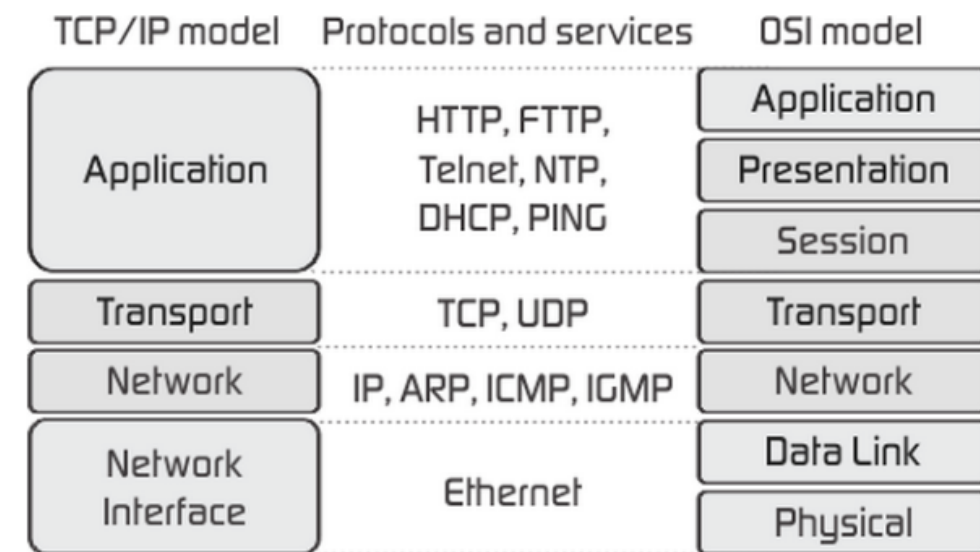 TCP/IP model Protocols and services OSI model
Application
HTTP, FTTP,
Telnet, NTP,
DHCP, PING
Application
Presentation
Session
Transport
TCP, UDP
Transport
Network
IP, ARP, ICMP, IGMP
Network
Network
Interface
Ethernet
Data Link
Physical